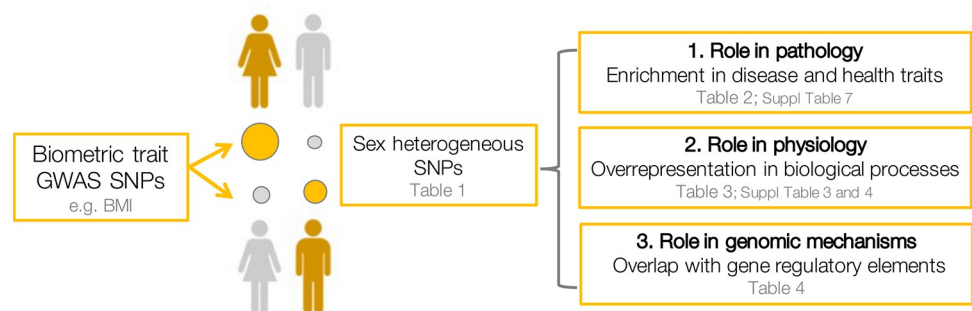 Biometric trait
GWAS SNPs
e.g. BMI
Sex heterogeneous
SNPs
Table 1
1. Role in pathology
Enrichment in disease and health traits
Table 2; Suppl Table 7
2. Role in physiology
Overrepresentation in biological processes
Table 3; Suppl Table 3 and 4
3. Role in genomic mechanisms
Overlap with gene regulatory elements
Table 4